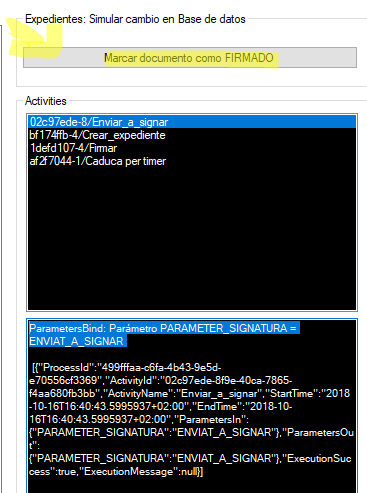 Expedientes: Simular cambio en Base de datos
Marcar documento como FIRMADO
Activities
02c97ede-8/Enviar_a_signar
bf174ffb-4/Crear_expediente
1defd107-4/Firmar
af2f7044-1/Caduca per timer
ParametersBind: Parámetro PARAMETER_SIGNATURA =
ENVIAT_A_SIGNAR
[{"ProcessId":"499fffaa-c6fa-4b43-9e5d-
e70556cf3369","ActivityId":"02c97ede-8f9e-40ca-7865-
f4aa680fb3bb","ActivityName":"Enviar_a_signar","StartTime":"2018
-10-16T16:40:43.5995937+02:00","EndTime":"2018-10-
16T16:40:43.5995937+02:00","ParametersIn":
{"PARAMETER_SIGNATURA":"ENVIAT_A_SIGNAR"},"ParametersOu
t":
{"PARAMETER_SIGNATURA":"ENVIAT_A_SIGNAR"},"ExecutionSuc
cess":true,"ExecutionMessage":null}]